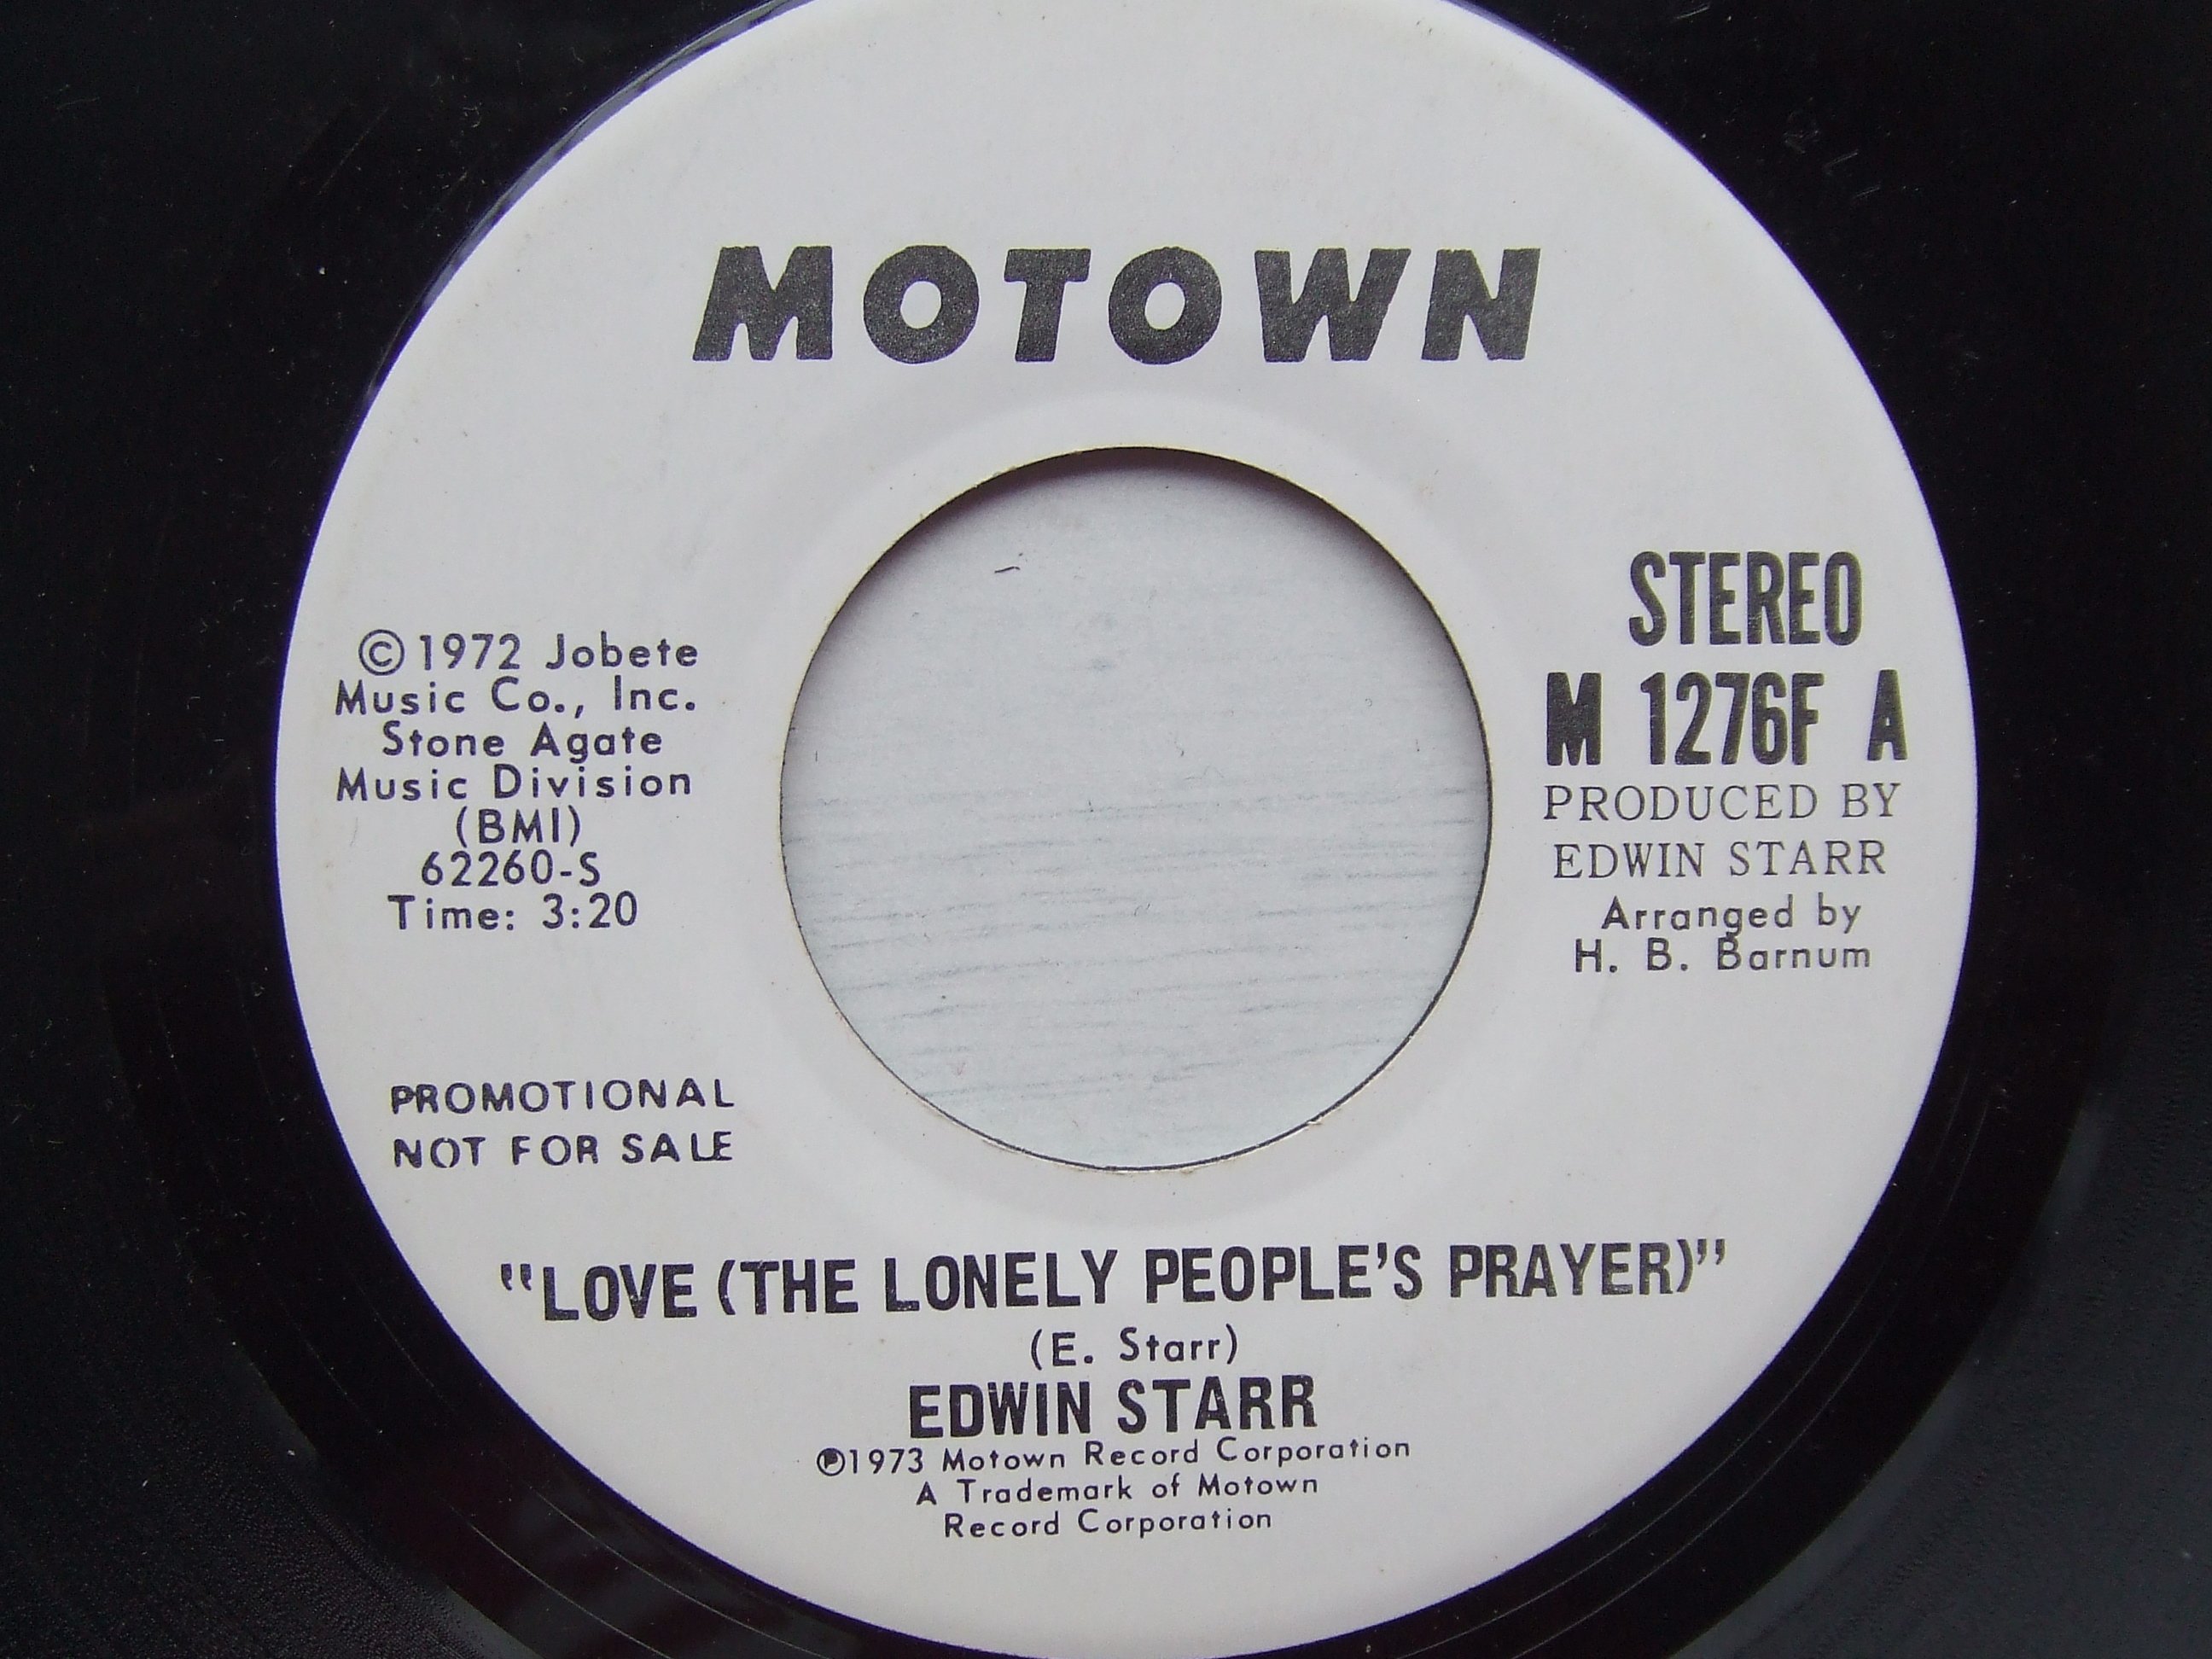 MOTOWN
©1972 Jobete
Music Co., Inc.
Stone Agate
Music Division
(BMI)
62260-S
Time: 3:20
STEREO
M 1276F A
PRODUCED BY
EDWIN STARR
Arranged by
H. B. Barnum
PROMOTIONAL
NOT FOR SALE
"LOVE (THE LONELY PEOPLE'S PRAYER)"
(E. Starr)
EDWIN STARR
℗1973 Motown Record Corporation
A Trademark of Motown
Record Corporation